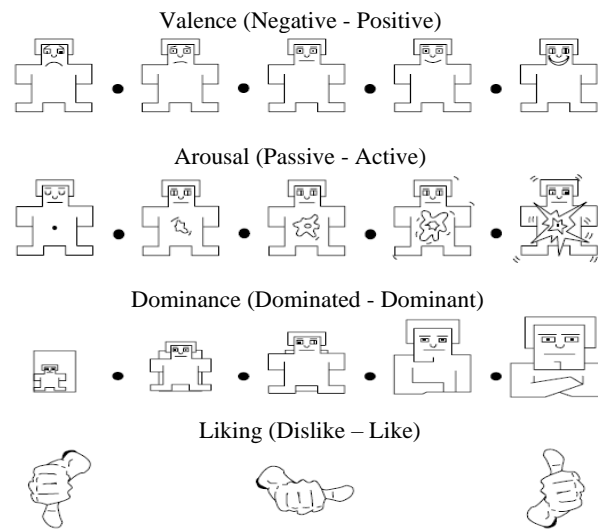 Valence (Negative - Positive)
Arousal (Passive - Active)
Dominance (Dominated - Dominant)
Liking (Dislike – Like)